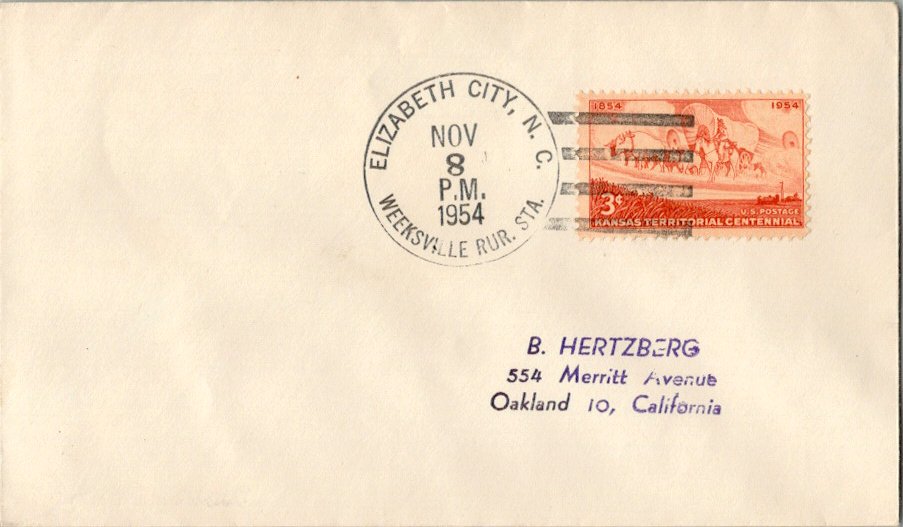 ELIZABETH CITY, N. C.
NOV
8
P.M.
1954
WEEKSVILLE RUR. STA.
1854 1954
3¢
U.S. POSTAGE
KANSAS TERRITORIAL CENTENNIAL
B. HERTZBERG
554 Merritt Avenue
Oakland 10, California